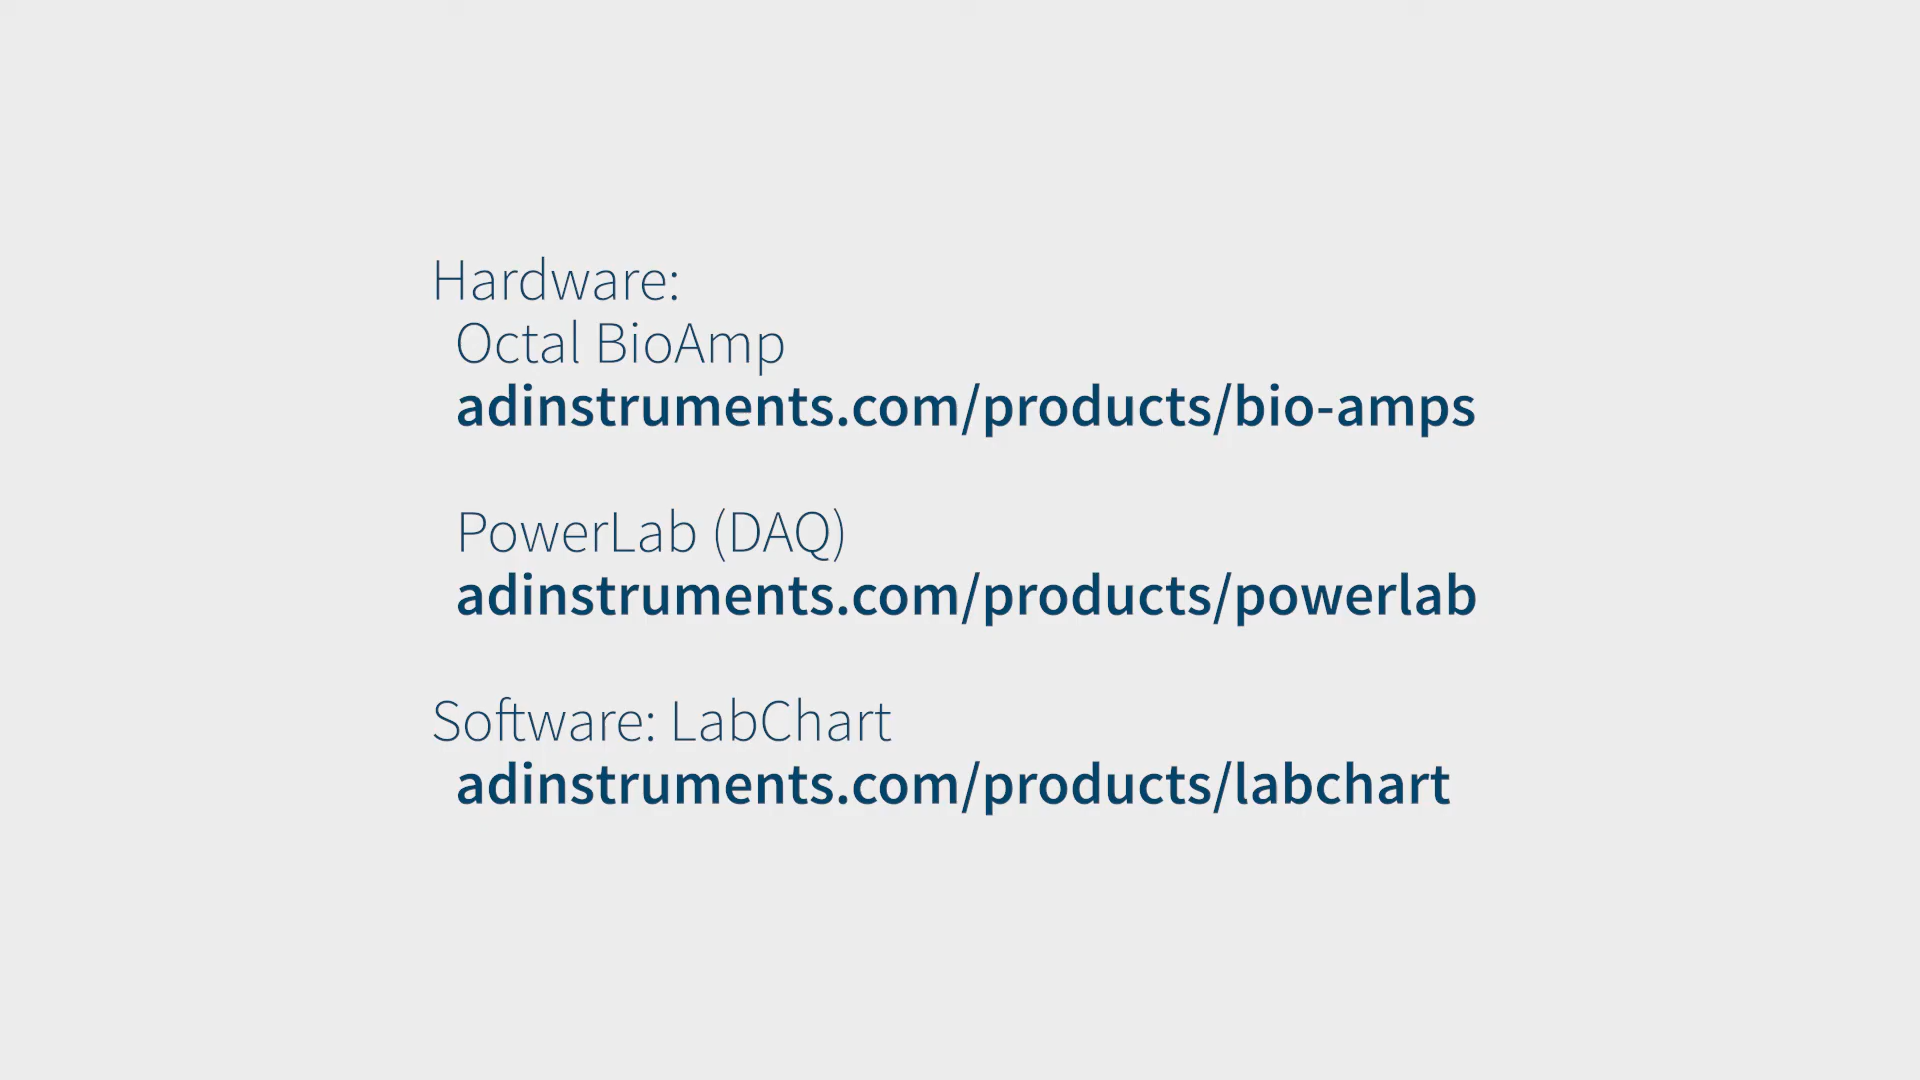 Hardware:
Octal BioAmp
adinstruments.com/products/bio-amps
PowerLab (DAQ)
adinstruments.com/products/powerlab
Software: LabChart
adinstruments.com/products/labchart